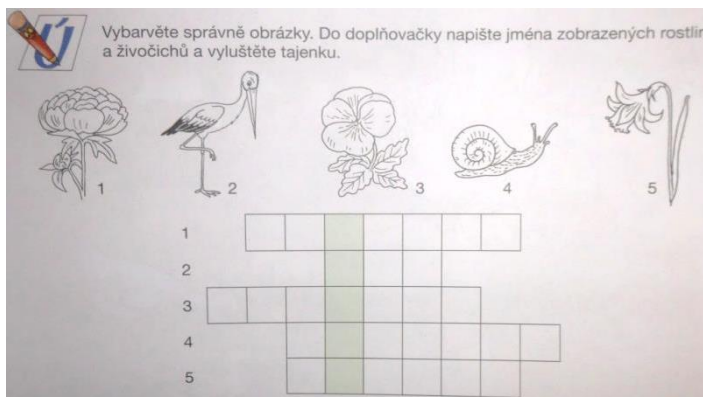 Ú
Vybarvěte správně obrázky. Do doplňovačky napište jména zobrazených rostlin
a živočichů a vyluštěte tajenku.
1 2 3 4 5
1
2
3
4
5